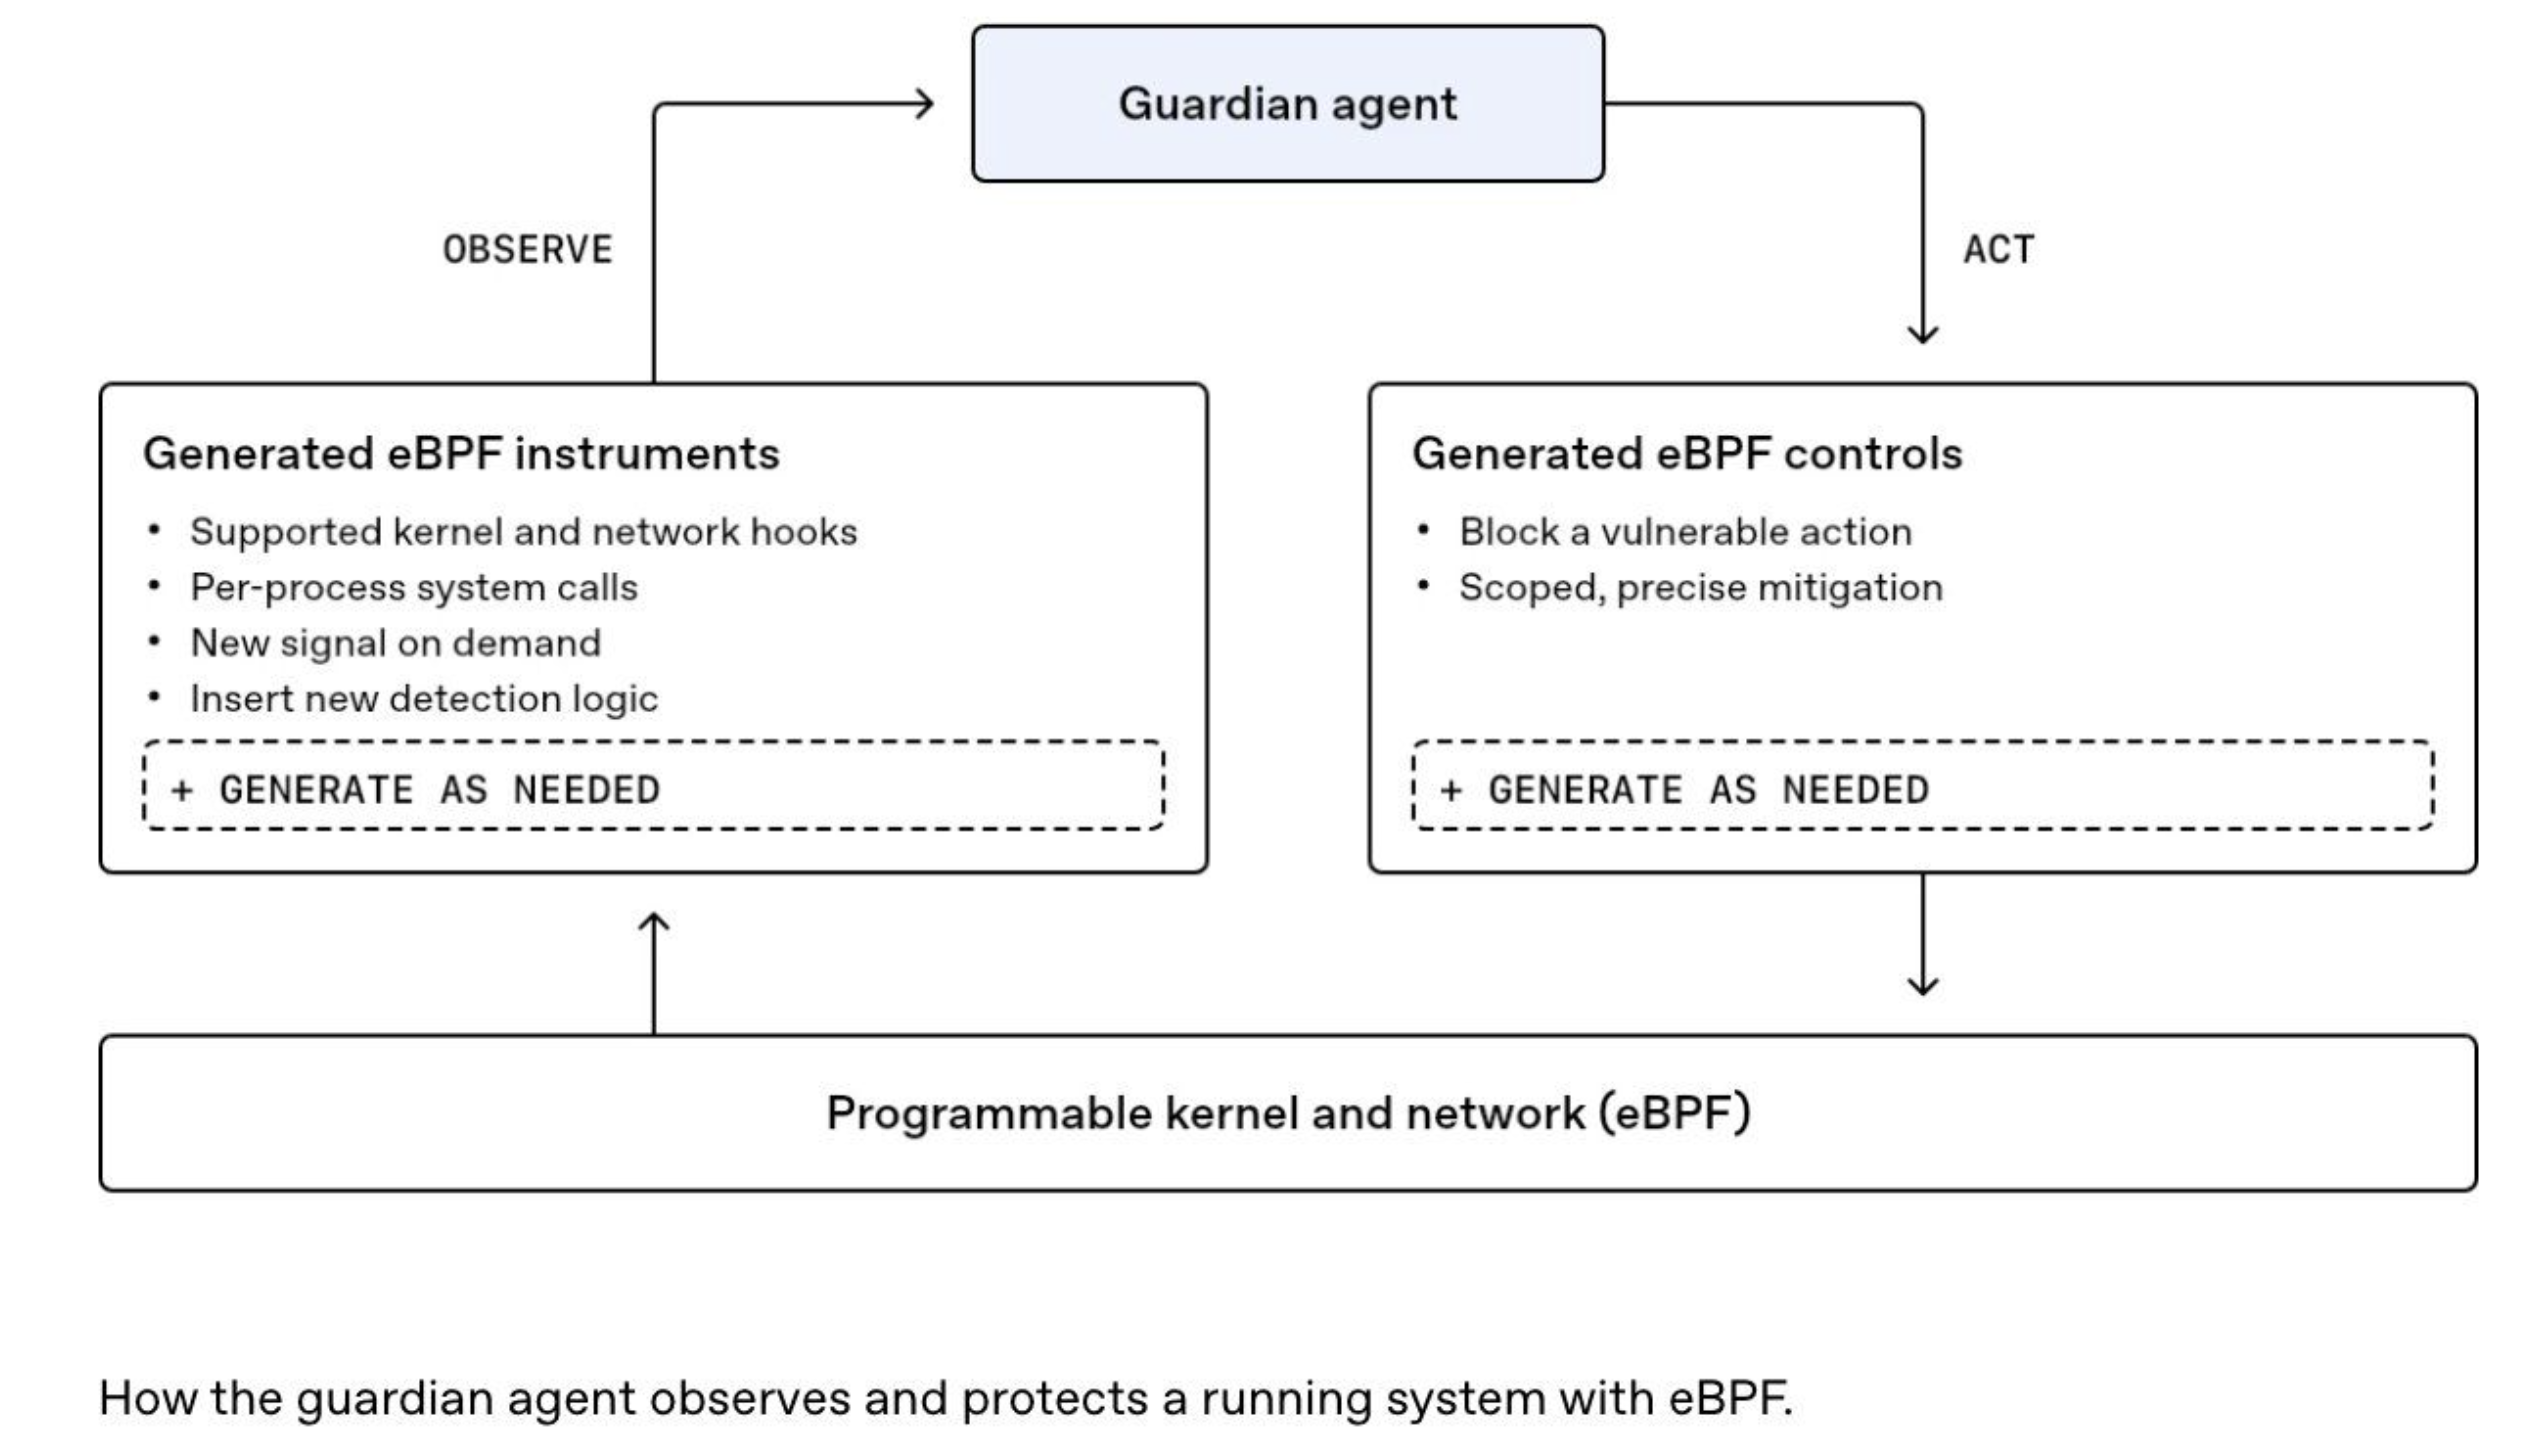 Guardian agent
OBSERVE
ACT
Generated eBPF instruments
• Supported kernel and network hooks
• Per-process system calls
• New signal on demand
• Insert new detection logic
+ GENERATE AS NEEDED
Generated eBPF controls
• Block a vulnerable action
• Scoped, precise mitigation
+ GENERATE AS NEEDED
Programmable kernel and network (eBPF)
How the guardian agent observes and protects a running system with eBPF.